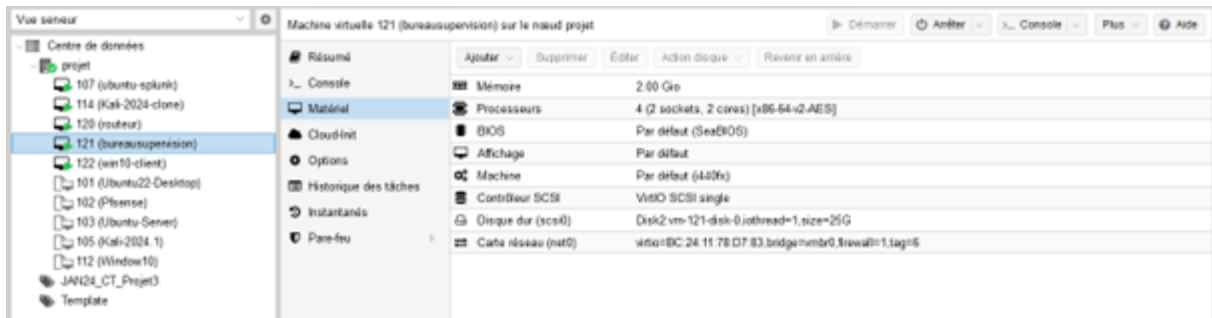 Vue serveur
Centre de données
projet
107 (ubuntu-splunk)
114 (Kali-2024-clone)
120 (routeur)
121 (bureausupervision)
122 (win10-client)
101 (Ubuntu22-Desktop)
102 (Pfsense)
103 (Ubuntu-Server)
105 (Kali-2024.1)
112 (Window10)
JAN24_CT_Projet3
Template
Machine virtuelle 121 (bureausupervision) sur le nœud projet
Démarrer
Arrêter
Console
Plus
Aide
Résumé
Console
Matériel
Cloud-Init
Options
Historique des tâches
Instantanés
Pare-feu
Ajouter
Supprimer
Éditer
Action disque
Revenir en arrière
Mémoire 2.00 Gio
Processeurs 4 (2 sockets, 2 cores) [x86-64-v2-AES]
BIOS Par défaut (SeaBIOS)
Affichage Par défaut
Machine Par défaut (i440fx)
Contrôleur SCSI VirtIO SCSI single
Disque dur (scsi0) Disk2:vm-121-disk-0,iothread=1,size=25G
Carte réseau (net0) virtio=BC:24:11:78:D7:83,bridge=vmbr0,firewall=1,tag=6